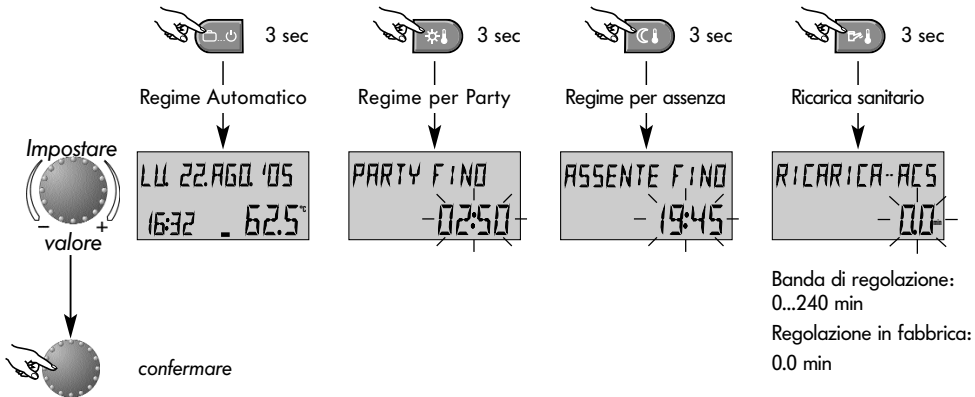 3 sec
3 sec
3 sec
3 sec
Regime Automatico
Regime per Party
Regime per assenza
Ricarica sanitario
Impostare
– +
valore
LU. 22.AGO. '05
16:32 _ 62.5 °C
PARTY FINO
02:50
ASSENTE FINO
19:45
RICARICA-ACS
0.0
Banda di regolazione:
0...240 min
Regolazione in fabbrica:
0.0 min
confermare